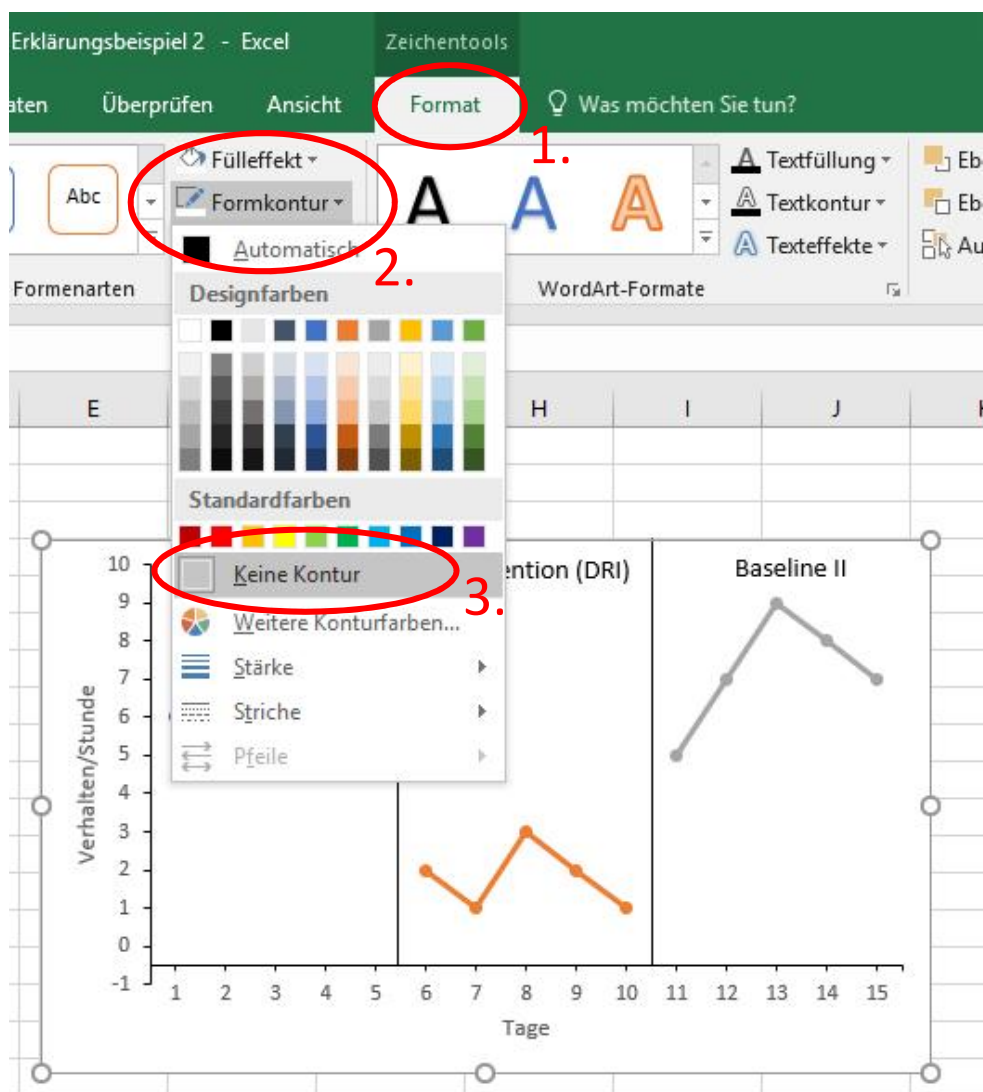 Erklärungsbeispiel 2 - Excel Zeichentools
Überprüfen Ansicht Format Was möchten Sie tun?
1.
Abc Fülleffekt A A A Textfüllung
Formkontur Textkontur
Automatisch Texteffekte
2.
Formenarten Designfarben WordArt-Formate
E H I J
Standardfarben
Keine Kontur
3.
Weitere Konturfarben...
Stärke
Striche
Pfeile
(DRI) Baseline II
10
9
8
7
6
5
4
3
2
1
0
-1
Verhalten/Stunde
1 2 3 4 5 6 7 8 9 10 11 12 13 14 15
Tage